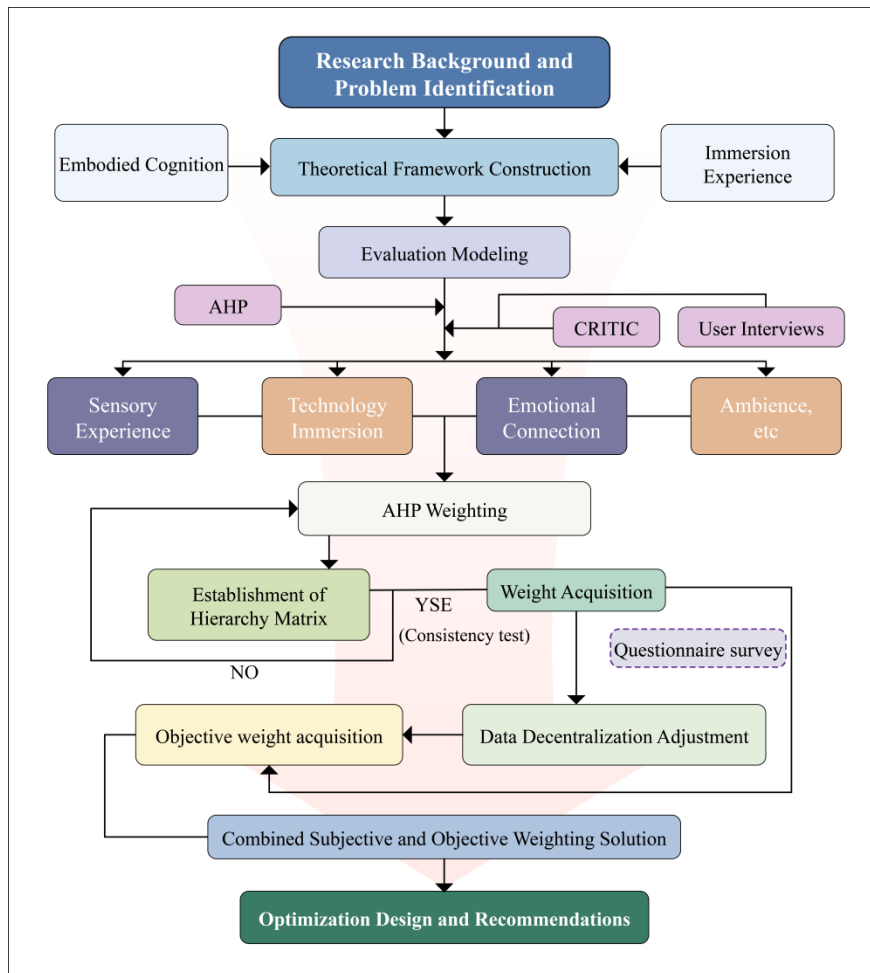 Research Background and
Problem Identification
Embodied Cognition
Theoretical Framework Construction
Immersion
Experience
Evaluation Modeling
AHP
CRITIC
User Interviews
Sensory
Experience
Technology
Immersion
Emotional
Connection
Ambience,
etc
AHP Weighting
Establishment of
Hierarchy Matrix
YSE
(Consistency test)
Weight Acquisition
NO
Questionnaire survey
Objective weight acquisition
Data Decentralization Adjustment
Combined Subjective and Objective Weighting Solution
Optimization Design and Recommendations